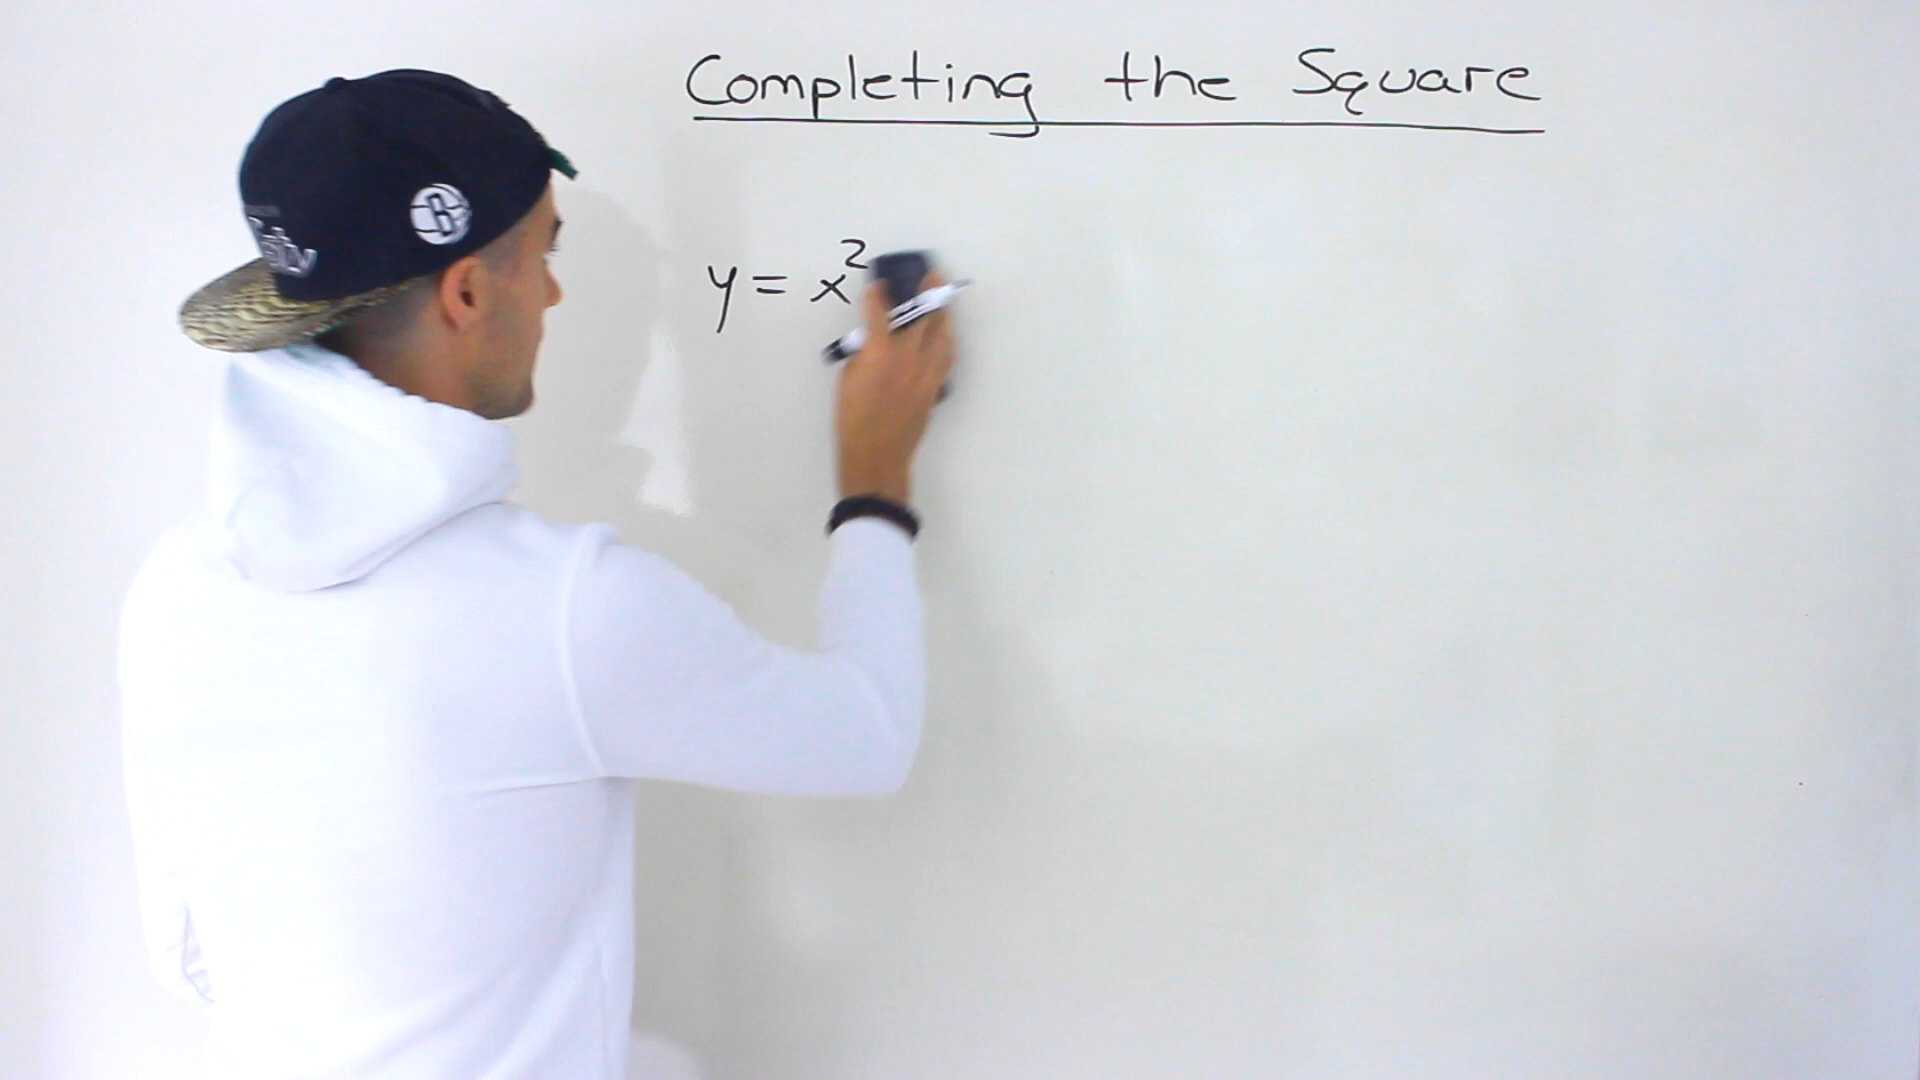 Completing the Square
y = x²
B